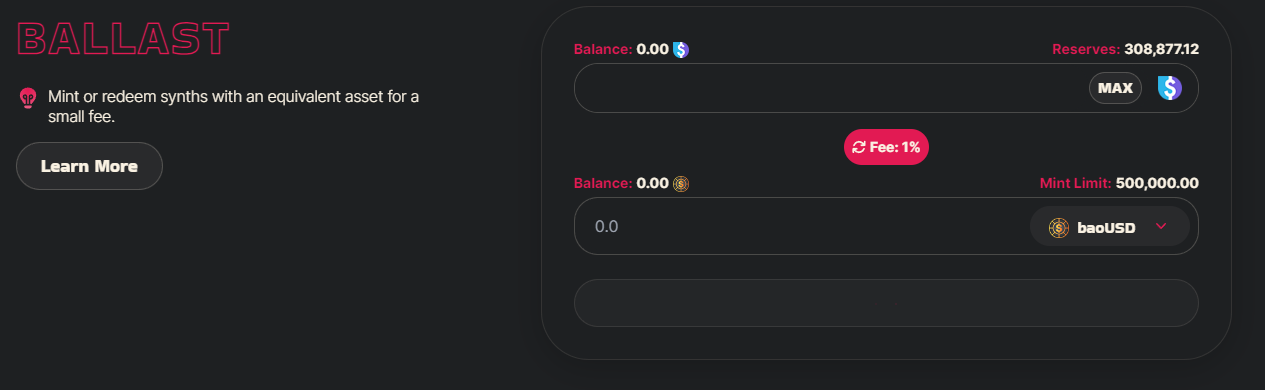 BALLAST
Mint or redeem synths with an equivalent asset for a
small fee.
Learn More
Balance: 0.00
Reserves: 308,877.12
MAX
Fee: 1%
Balance: 0.00
Mint Limit: 500,000.00
0.0
baoUSD